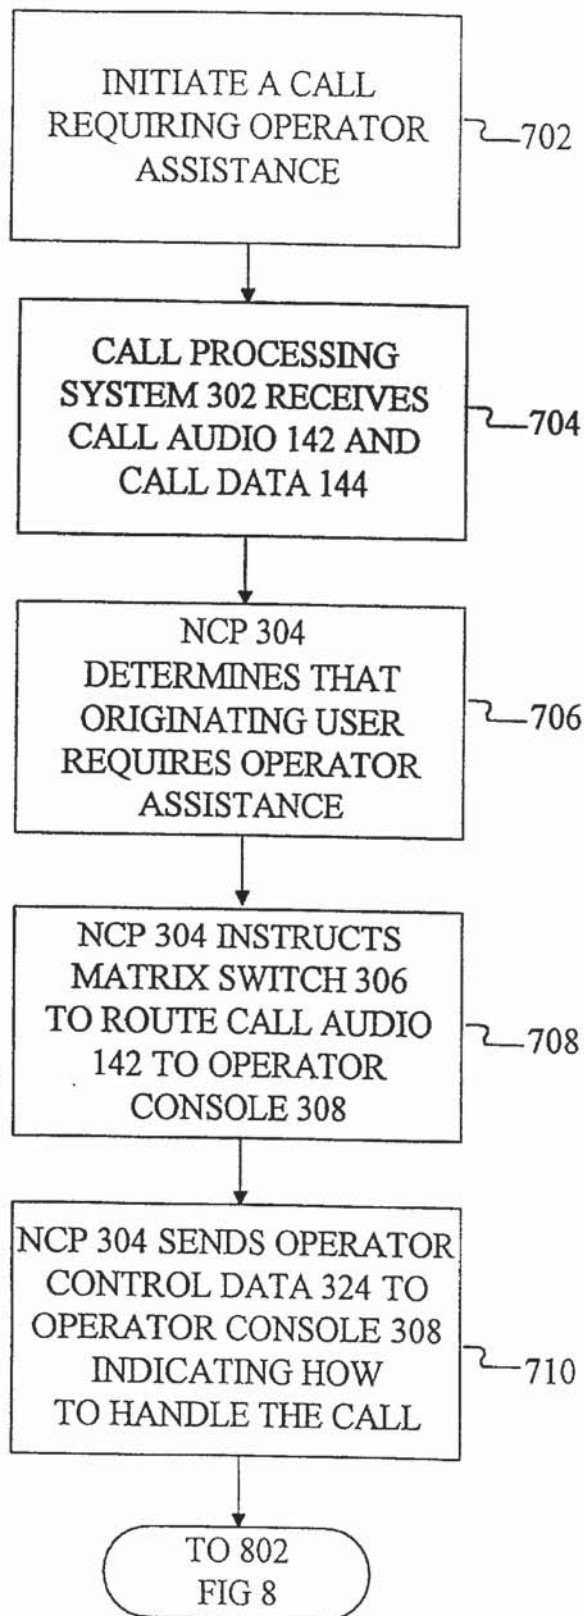 INITIATE A CALL
REQUIRING OPERATOR
ASSISTANCE
702
CALL PROCESSING
SYSTEM 302 RECEIVES
CALL AUDIO 142 AND
CALL DATA 144
704
NCP 304
DETERMINES THAT
ORIGINATING USER
REQUIRES OPERATOR
ASSISTANCE
706
NCP 304 INSTRUCTS
MATRIX SWITCH 306
TO ROUTE CALL AUDIO
142 TO OPERATOR
CONSOLE 308
708
NCP 304 SENDS OPERATOR
CONTROL DATA 324 TO
OPERATOR CONSOLE 308
INDICATING HOW
TO HANDLE THE CALL
710
TO 802
FIG 8